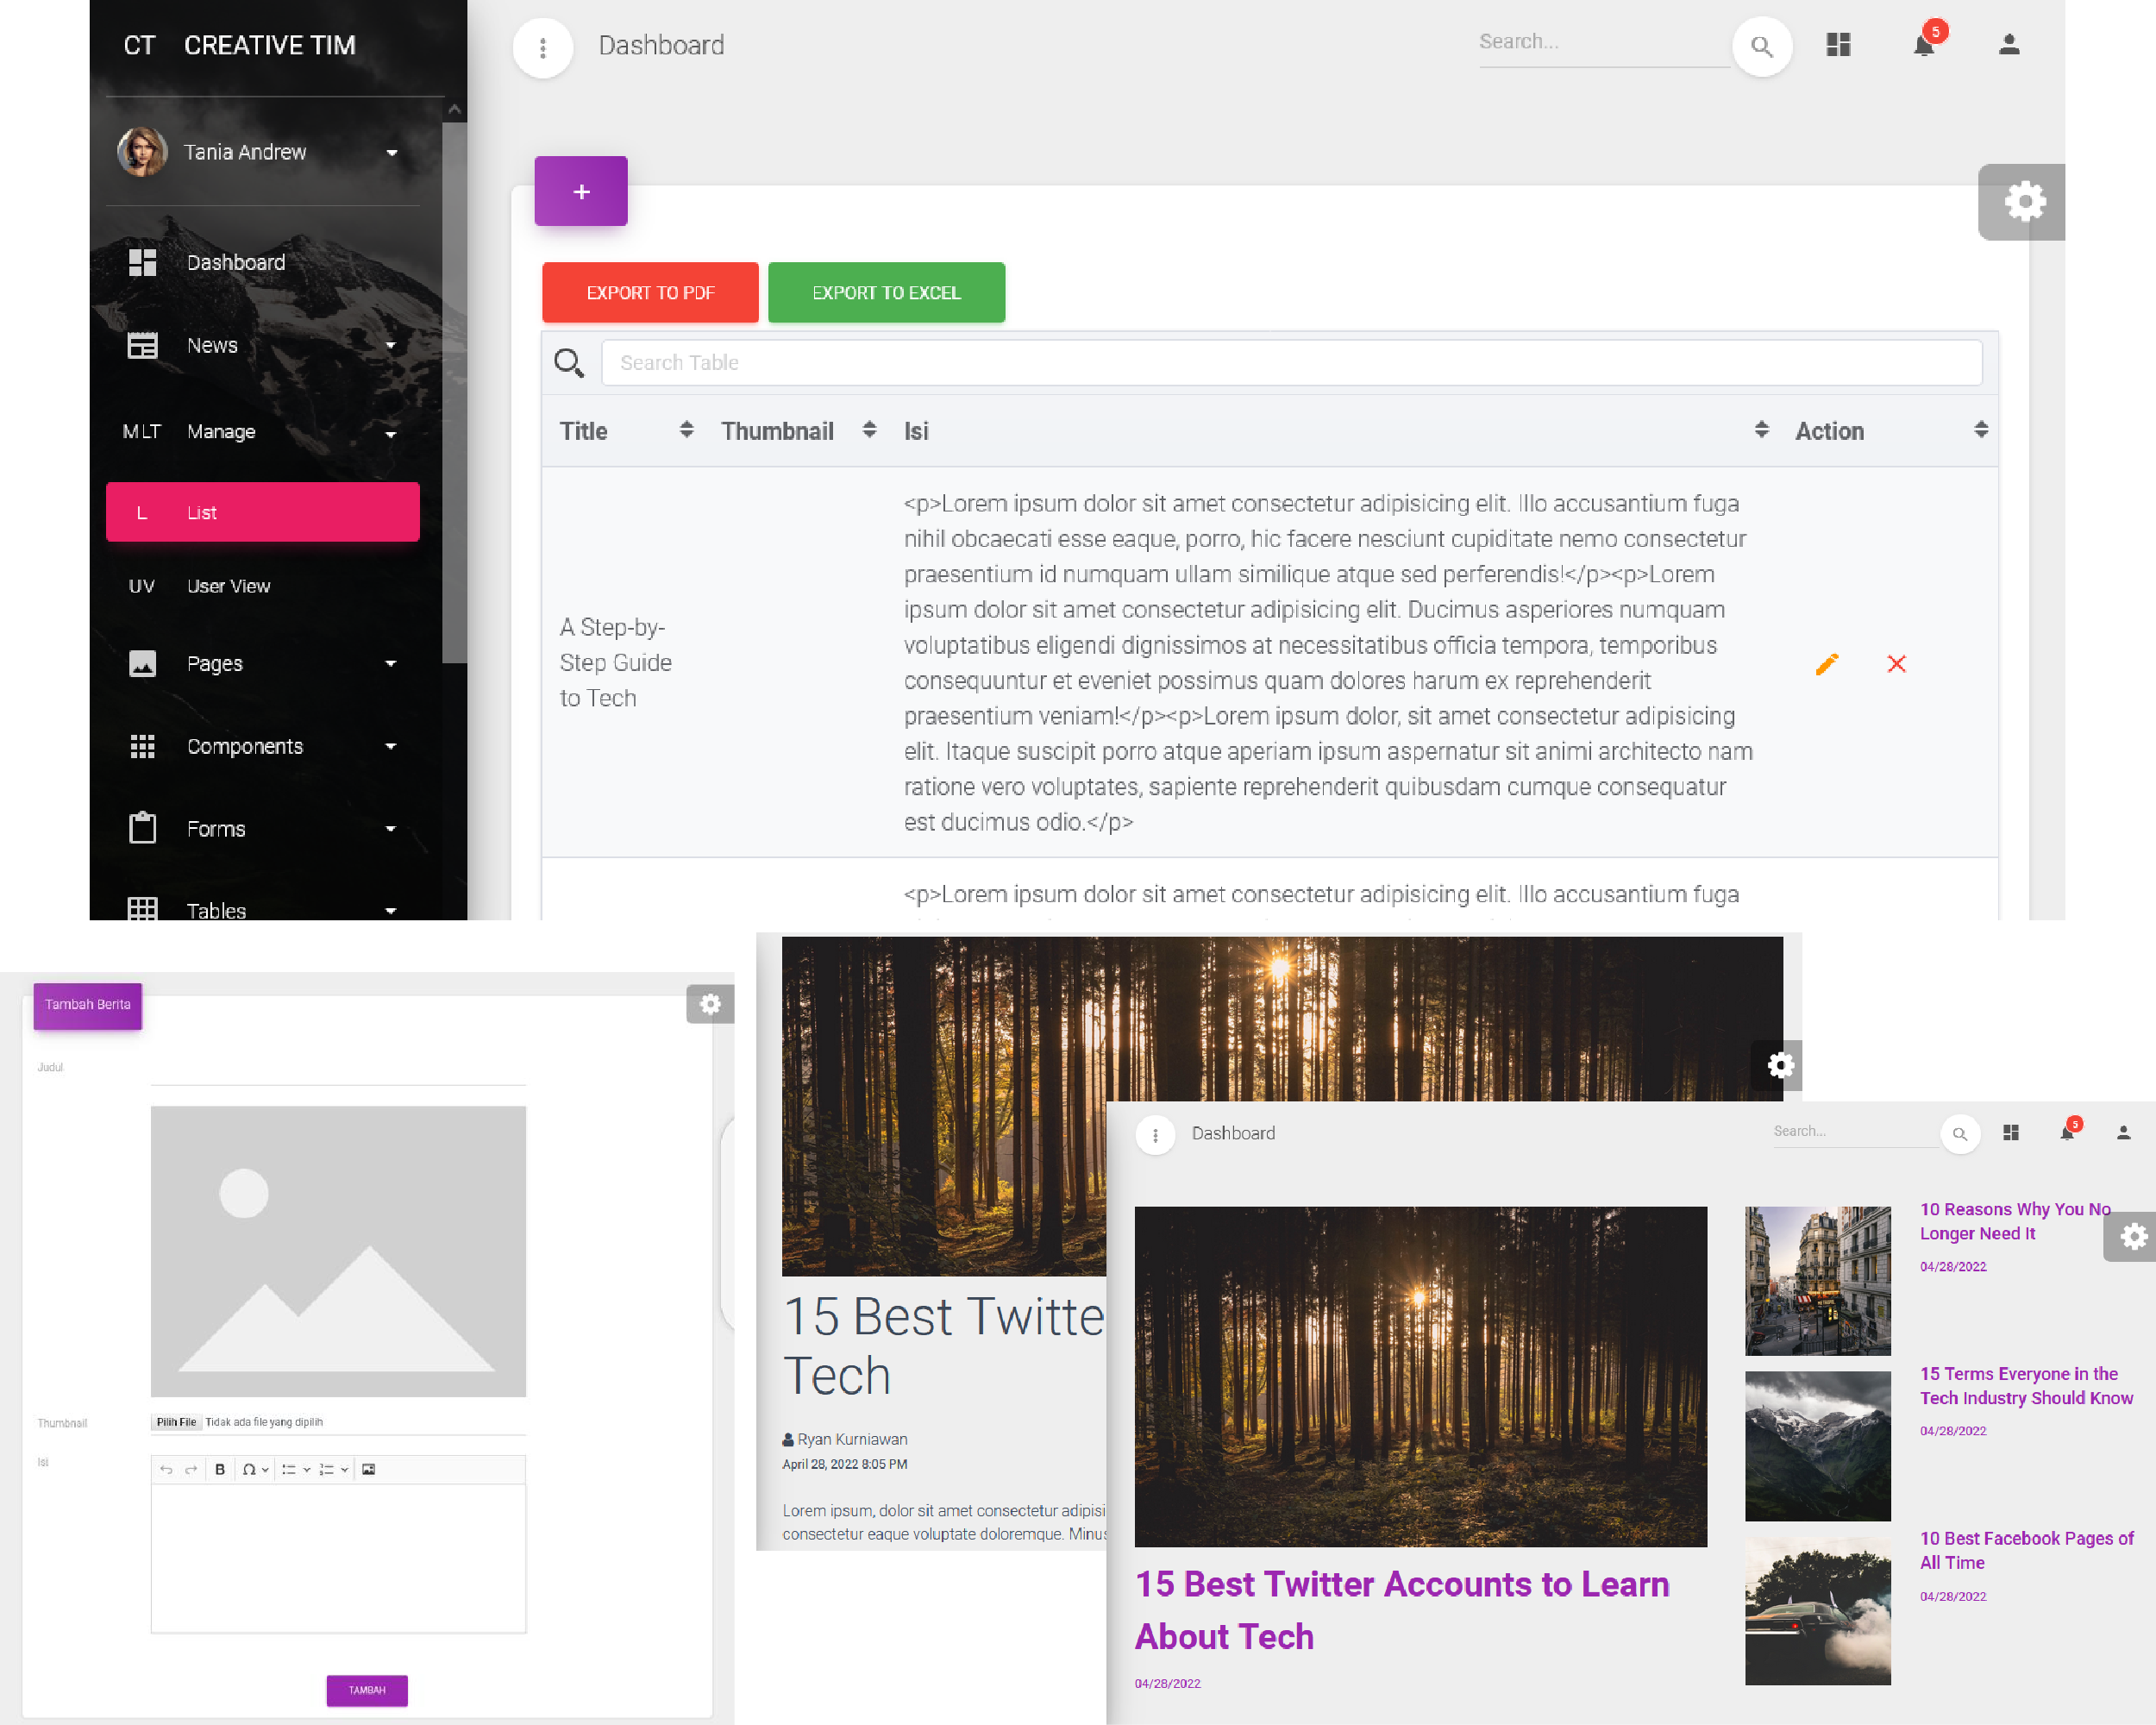 CT CREATIVE TIM
Tania Andrew
Dashboard
News
MLT Manage
L List
UV User View
Pages
Components
Forms
Tables
Dashboard
Search...
5
+
EXPORT TO PDF
EXPORT TO EXCEL
Search Table
Title Thumbnail Isi Action
A Step-by-
Step Guide
to Tech
<p>Lorem ipsum dolor sit amet consectetur adipisicing elit. Illo accusantium fuga
nihil obcaecati esse eaque, porro, hic facere nesciunt cupiditate nemo consectetur
praesentium id numquam ullam similique atque sed perferendis!</p><p>Lorem
ipsum dolor sit amet consectetur adipisicing elit. Ducimus asperiores numquam
voluptatibus eligendi dignissimos at necessitatibus officia tempora, temporibus
consequuntur et eveniet possimus quam dolores harum ex reprehenderit
praesentium veniam!</p><p>Lorem ipsum dolor, sit amet consectetur adipisicing
elit. Itaque suscipit porro atque aperiam ipsum aspernatur sit animi architecto nam
ratione vero voluptates, sapiente reprehenderit quibusdam cumque consequatur
est ducimus odio.</p>
<p>Lorem ipsum dolor sit amet consectetur adipisicing elit. Illo accusantium fuga
Tambah Berita
Judul
Thumbnail
Pilih File Tidak ada file yang dipilih
Isi
B Ω
TAMBAH
15 Best Twitte
Tech
Ryan Kurniawan
April 28, 2022 8:05 PM
Lorem ipsum, dolor sit amet consectetur adipisi
consectetur eaque voluptate doloremque. Minus
Dashboard
Search...
5
15 Best Twitter Accounts to Learn
About Tech
04/28/2022
10 Reasons Why You No
Longer Need It
04/28/2022
15 Terms Everyone in the
Tech Industry Should Know
04/28/2022
10 Best Facebook Pages of
All Time
04/28/2022